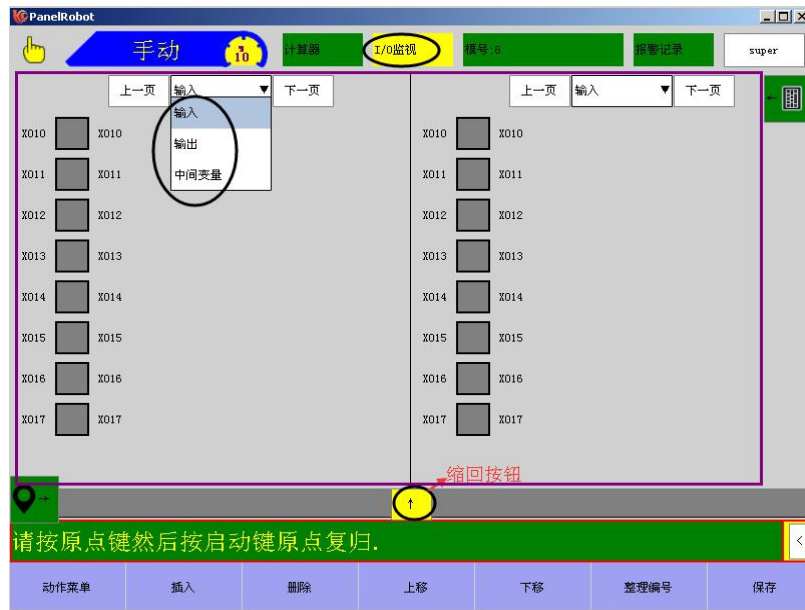 PanelRobot
手动 10 计算器 I/O监视 模号:8 报警记录 super
上一页 输入 下一页 上一页 输入 下一页
输入
输出
中间变量
X010 X010 X010 X010
X011 X011 X011 X011
X012 X012 X012 X012
X013 X013 X013 X013
X014 X014 X014 X014
X015 X015 X015 X015
X016 X016 X016 X016
X017 X017 X017 X017
缩回按钮
请按原点键然后按启动键原点复归.
动作菜单 插入 删除 上移 下移 整理编号 保存